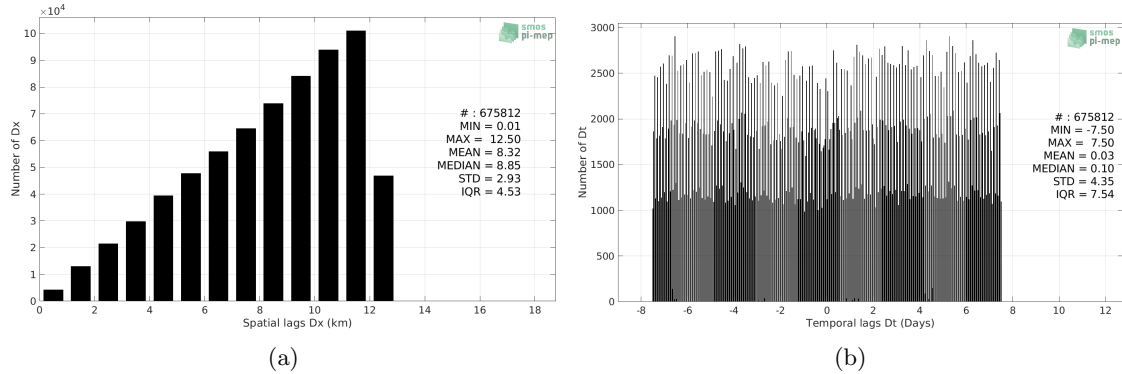 ×10⁴
10
9
8
7
6
5
4
3
2
1
0
Number of Dx
0 2 4 6 8 10 12 14 16 18
Spatial lags Dx (km)
smos
pi-mep
# : 675812
MIN = 0.01
MAX = 12.50
MEAN = 8.32
MEDIAN = 8.85
STD = 2.93
IQR = 4.53
(a)
3000
2500
2000
1500
1000
500
0
Number of Dt
-8 -6 -4 -2 0 2 4 6 8 10 12
Temporal lags Dt (Days)
smos
pi-mep
# : 675812
MIN = -7.50
MAX = 7.50
MEAN = 0.03
MEDIAN = 0.10
STD = 4.35
IQR = 7.54
(b)